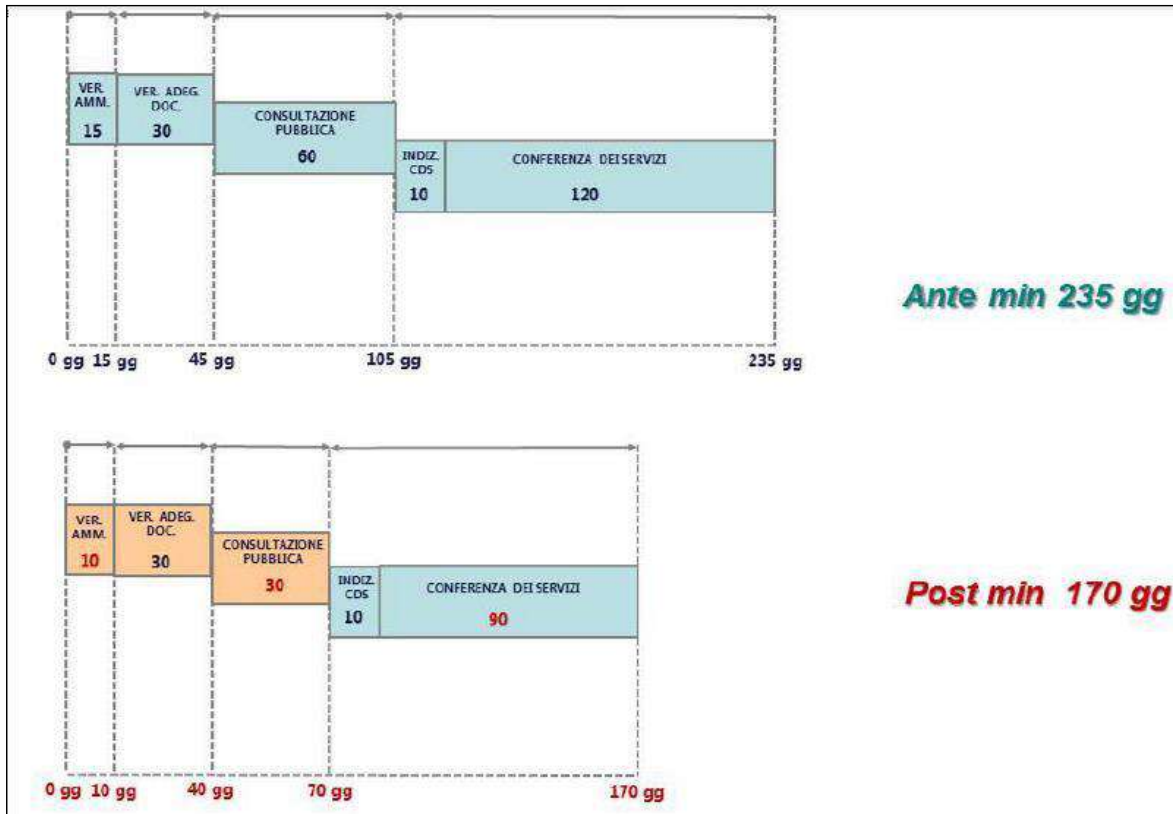 VER.
AMM.
15
VER. ADEG.
DOC.
30
CONSULTAZIONE
PUBBLICA
60
INDIZ.
CDS
10
CONFERENZA DEI SERVIZI
120
Ante min 235 gg
0 gg 15 gg 45 gg 105 gg 235 gg
VER.
AMM.
10
VER. ADEG.
DOC.
30
CONSULTAZIONE
PUBBLICA
30
INDIZ.
CDS
10
CONFERENZA DEI SERVIZI
90
Post min 170 gg
0 gg 10 gg 40 gg 70 gg 170 gg